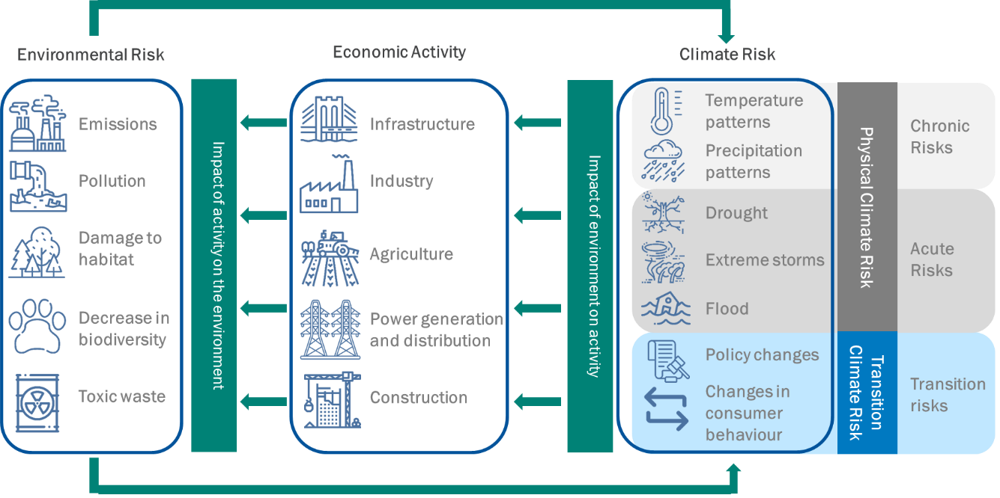 Environmental Risk
Emissions
Pollution
Damage to
habitat
Decrease in
biodiversity
Toxic waste
Impact of activity on the environment
Economic Activity
Infrastructure
Industry
Agriculture
Power generation
and distribution
Construction
Impact of environment on activity
Climate Risk
Temperature
patterns
Precipitation
patterns
Drought
Extreme storms
Flood
Policy changes
Changes in
consumer
behaviour
Physical Climate Risk
Transition
Climate Risk
Chronic
Risks
Acute
Risks
Transition
risks